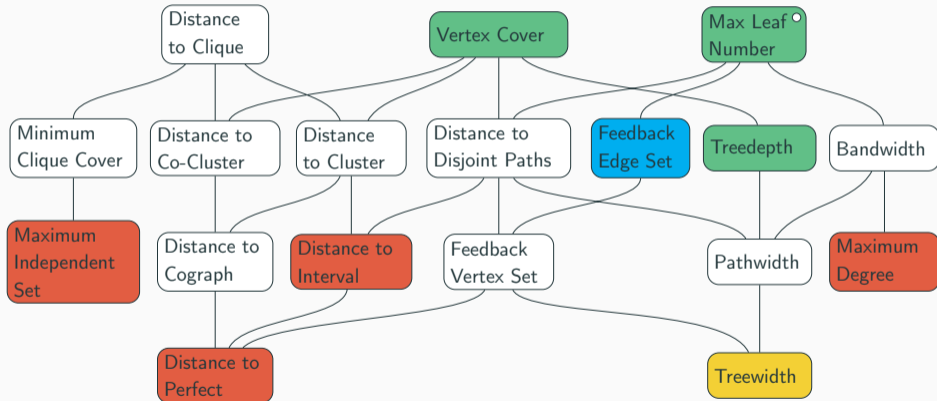 Distance
to Clique
Vertex Cover
Max Leaf
Number
Minimum
Clique Cover
Distance to
Co-Cluster
Distance
to Cluster
Distance to
Disjoint Paths
Feedback
Edge Set
Treedepth
Bandwidth
Maximum
Independent
Set
Distance to
Cograph
Distance to
Interval
Feedback
Vertex Set
Pathwidth
Maximum
Degree
Distance to
Perfect
Treewidth